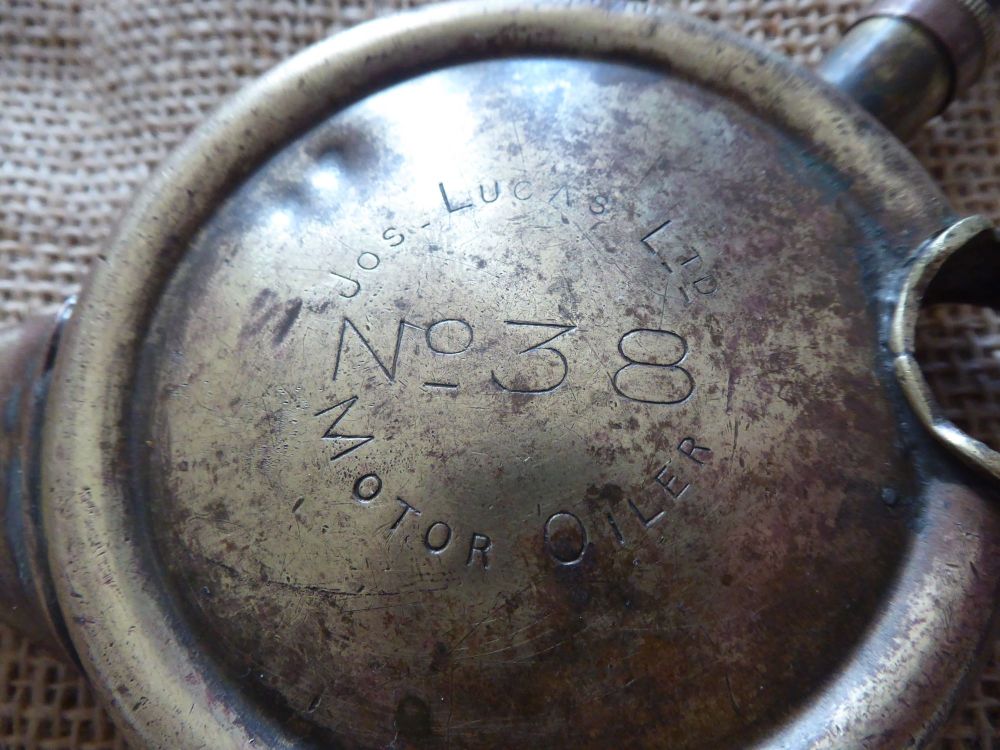 Jos. Lucas Ltd
No 38
Motor Oiler